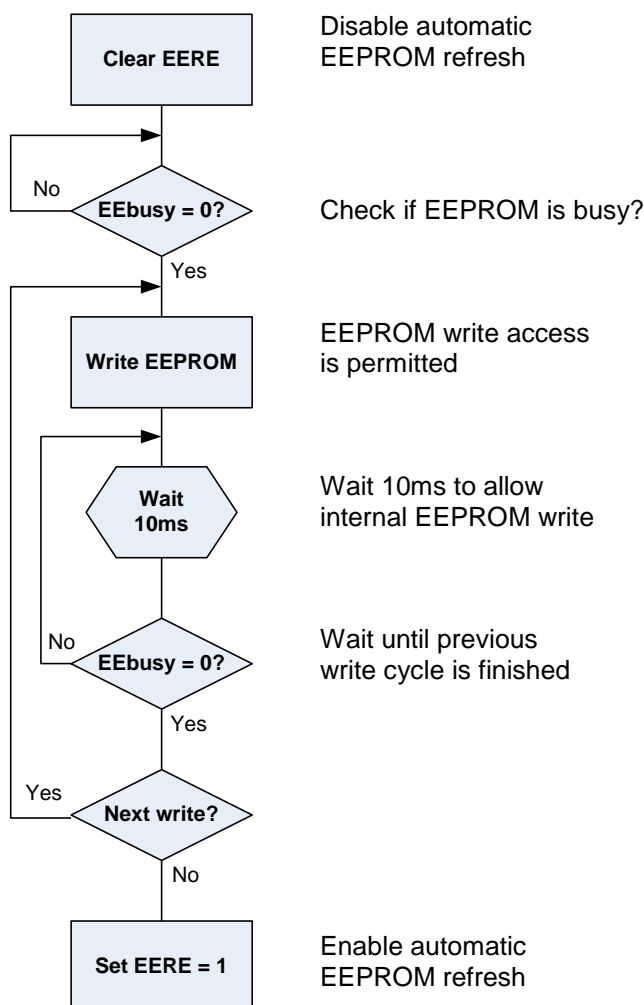 Clear EERE
Disable automatic
EEPROM refresh
No
EEbusy = 0?
Check if EEPROM is busy?
Yes
Write EEPROM
EEPROM write access
is permitted
Wait
10ms
Wait 10ms to allow
internal EEPROM write
No
EEbusy = 0?
Wait until previous
write cycle is finished
Yes
Yes
Next write?
No
Set EERE = 1
Enable automatic
EEPROM refresh